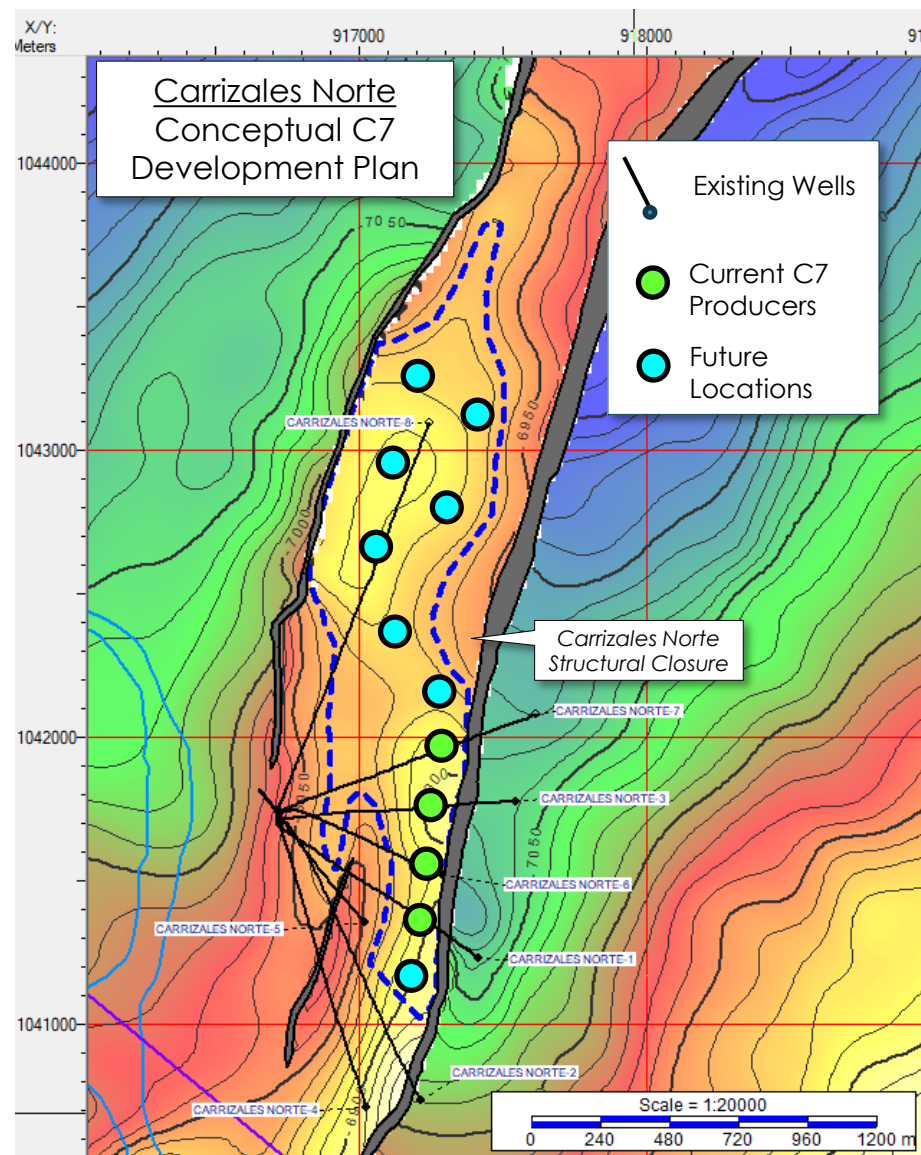 X/Y:
Meters
917000
918000
Carrizales Norte
Conceptual C7
Development Plan
1044000
Existing Wells
Current C7
Producers
Future
Locations
-7050
6950
CARRIZALES NORTE-8
1043000
-7000
Carrizales Norte
Structural Closure
CARRIZALES NORTE-7
1042000
CARRIZALES NORTE-3
7050
CARRIZALES NORTE-6
CARRIZALES NORTE-5
CARRIZALES NORTE-1
1041000
CARRIZALES NORTE-2
CARRIZALES NORTE-4
-6900
Scale = 1:20000
0 240 480 720 960 1200 m